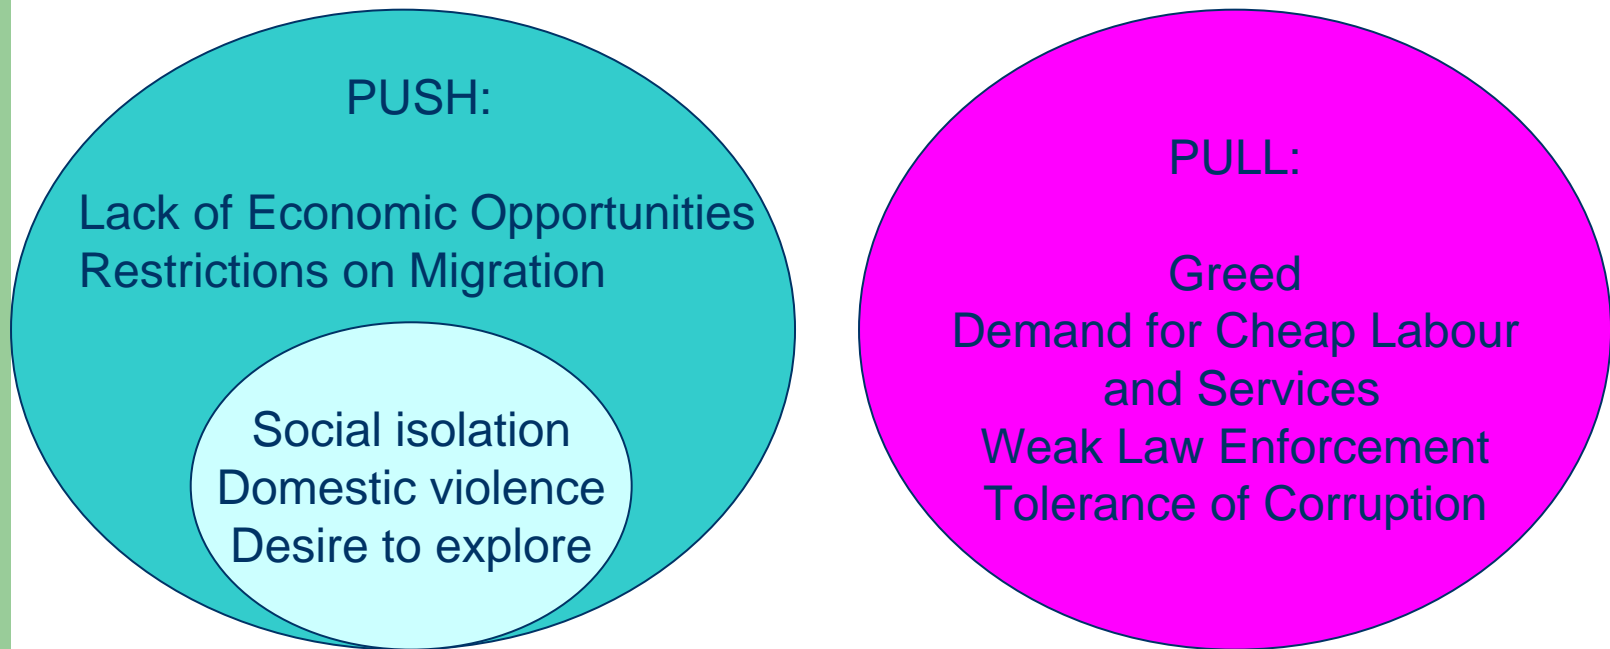 PUSH:
Lack of Economic Opportunities
Restrictions on Migration
Social isolation
Domestic violence
Desire to explore
PULL:
Greed
Demand for Cheap Labour
and Services
Weak Law Enforcement
Tolerance of Corruption